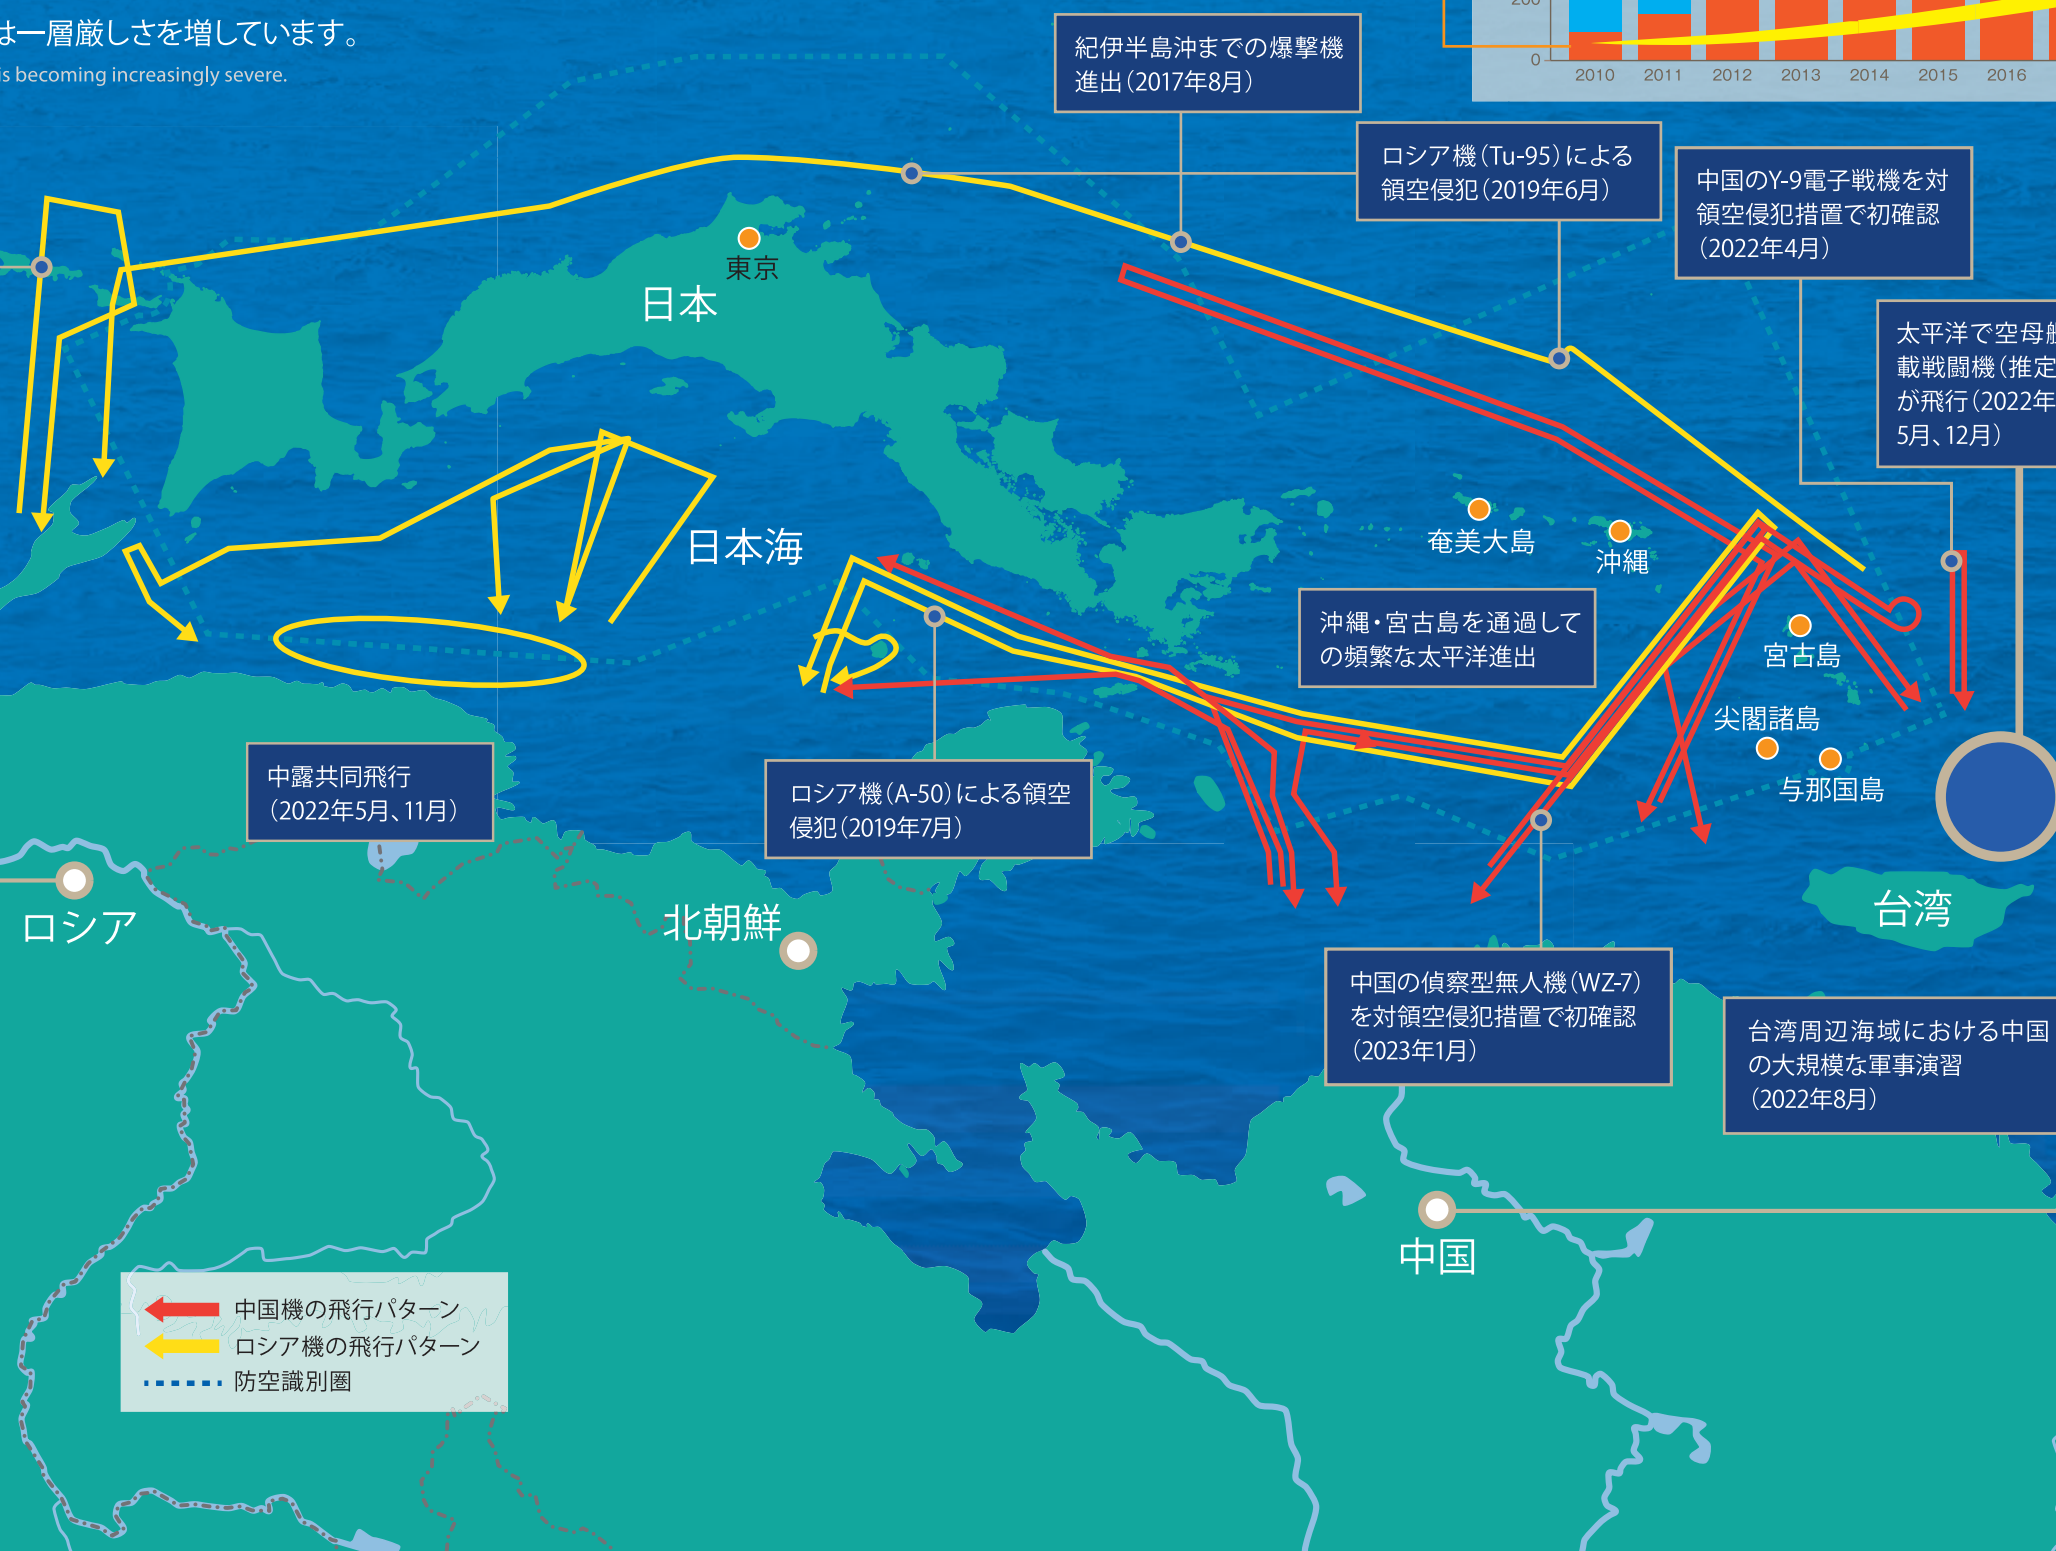 は一層厳しさを増しています。
is becoming increasingly severe.
紀伊半島沖までの爆撃機
進出（2017年8月）
200
0
2010 2011 2012 2013 2014 2015 2016
ロシア機（Tu-95）による
領空侵犯（2019年6月）
中国のY-9電子戦機を対
領空侵犯措置で初確認
（2022年4月）
太平洋で空母艦
載戦闘機（推定
が飛行（2022年
5月、12月）
東京
日本
日本海
奄美大島
沖縄
沖縄・宮古島を通過して
の頻繁な太平洋進出
宮古島
尖閣諸島
与那国島
中露共同飛行
（2022年5月、11月）
ロシア機（A-50）による領空
侵犯（2019年7月）
ロシア
北朝鮮
台湾
中国の偵察型無人機（WZ-7）
を対領空侵犯措置で初確認
（2023年1月）
台湾周辺海域における中国
の大規模な軍事演習
（2022年8月）
中国
中国機の飛行パターン
ロシア機の飛行パターン
防空識別圏